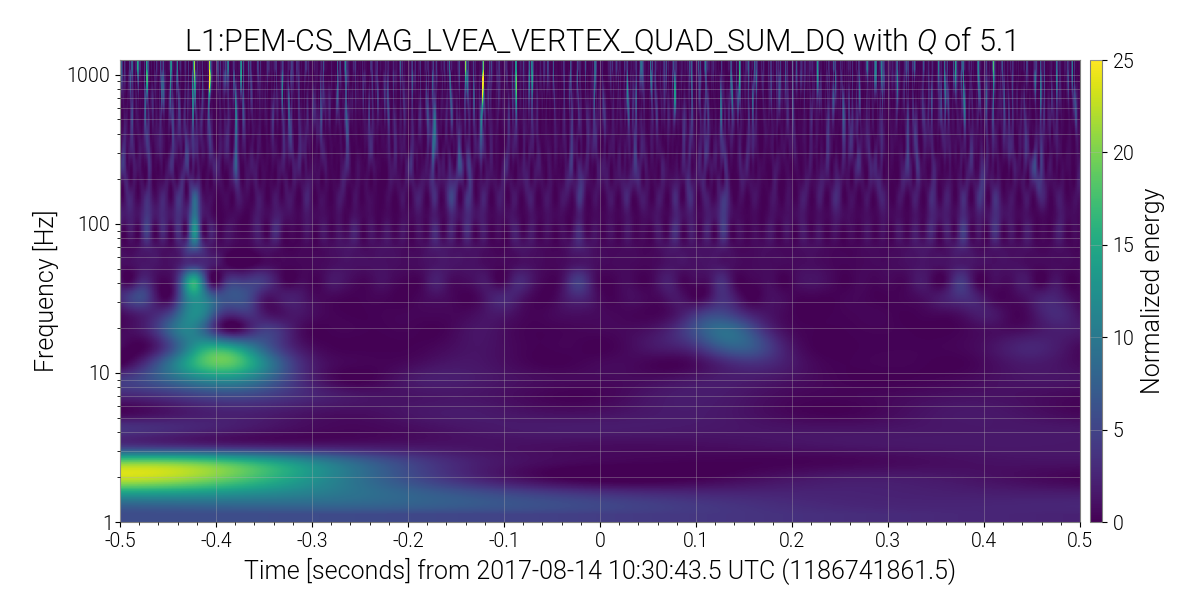 L1:PEM-CS_MAG_LVEA_VERTEX_QUAD_SUM_DQ with Q of 5.1
Frequency [Hz]
1000
100
10
1
-0.5 -0.4 -0.3 -0.2 -0.1 0 0.1 0.2 0.3 0.4 0.5
Time [seconds] from 2017-08-14 10:30:43.5 UTC (1186741861.5)
25
20
15
10
5
0
Normalized energy